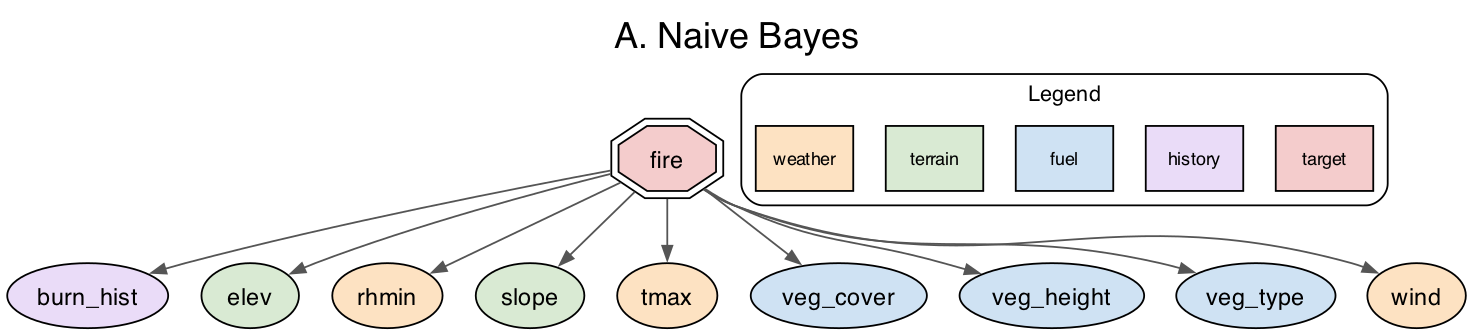 A. Naive Bayes
Legend
weather terrain fuel history target
fire
burn_hist elev rhmin slope tmax veg_cover veg_height veg_type wind